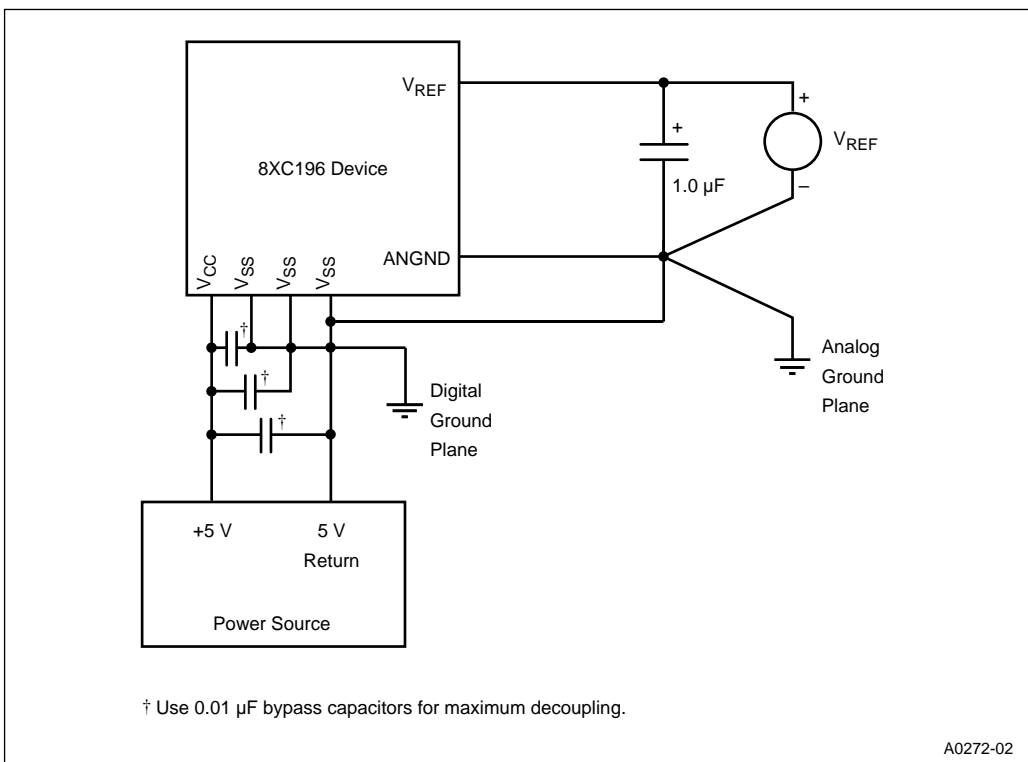 VREF
8XC196 Device
ANGND
VCC
VSS
VSS
VSS
+
1.0 µF
+
VREF
–
†
†
†
Digital
Ground
Plane
Analog
Ground
Plane
+5 V
5 V
Return
Power Source
† Use 0.01 µF bypass capacitors for maximum decoupling.
A0272-02